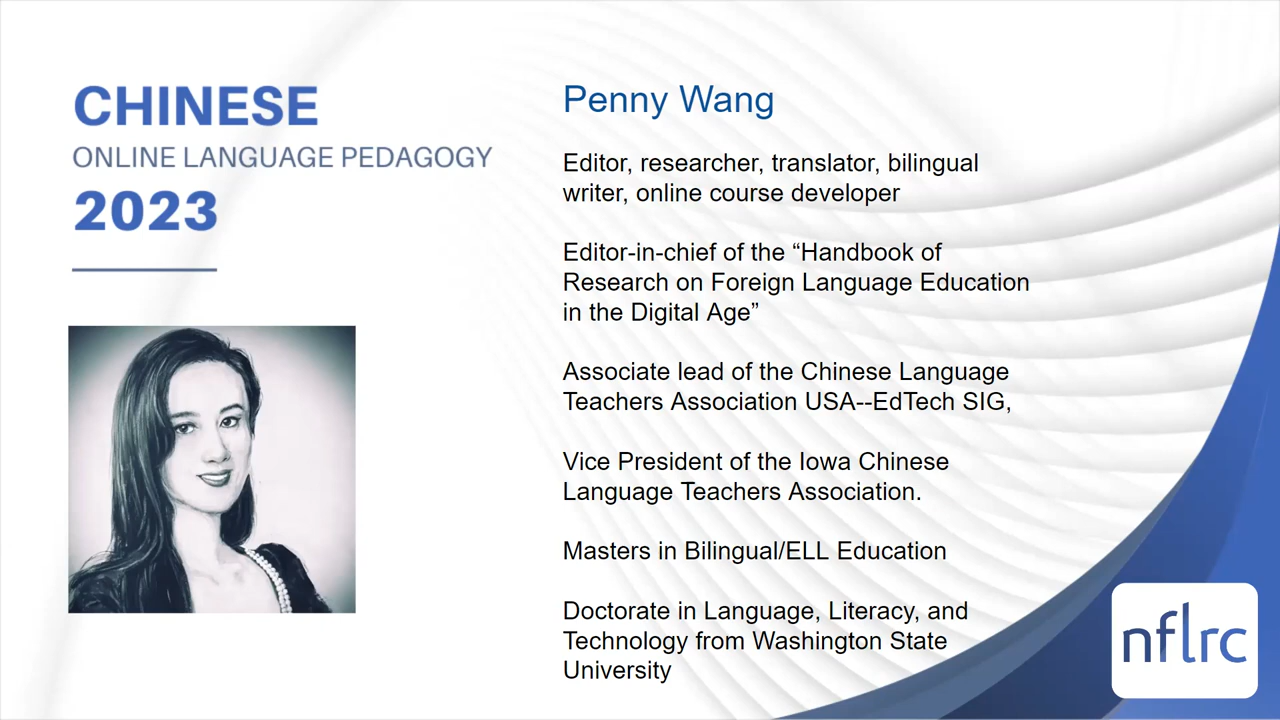 CHINESE
ONLINE LANGUAGE PEDAGOGY
2023
Penny Wang
Editor, researcher, translator, bilingual
writer, online course developer
Editor-in-chief of the “Handbook of
Research on Foreign Language Education
in the Digital Age”
Associate lead of the Chinese Language
Teachers Association USA--EdTech SIG,
Vice President of the Iowa Chinese
Language Teachers Association.
Masters in Bilingual/ELL Education
Doctorate in Language, Literacy, and
Technology from Washington State
University
nflrc